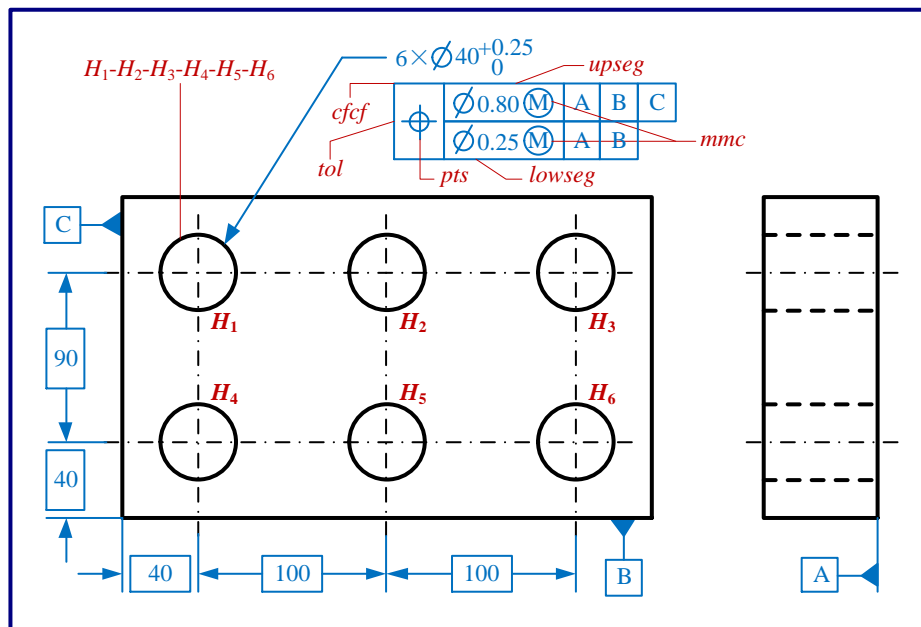 6×⌀40 +0.25 0
H₁-H₂-H₃-H₄-H₅-H₆
upseg
cfcf
⌀0.80 Ⓜ A B C
⌖
⌀0.25 Ⓜ A B
mmc
tol
pts
lowseg
C
H₁ H₂ H₃
90
H₄ H₅ H₆
40
40 100 100
B
A